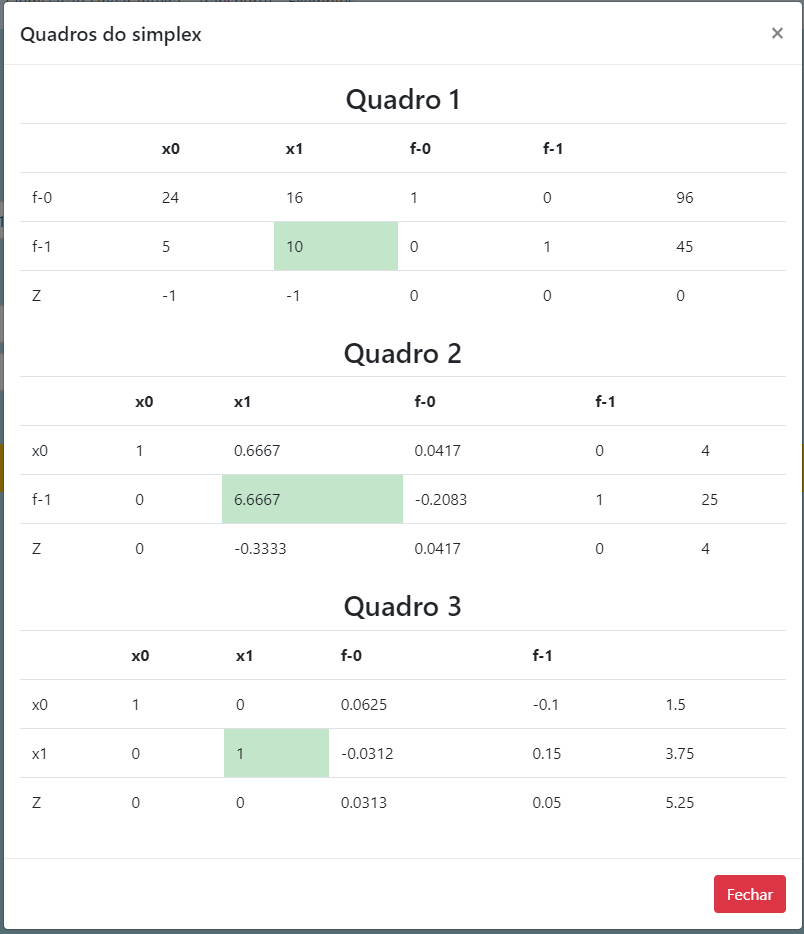 Quadros do simplex ×
Quadro 1
x0 x1 f-0 f-1
f-0 24 16 1 0 96
f-1 5 10 0 1 45
Z -1 -1 0 0 0
Quadro 2
x0 x1 f-0 f-1
x0 1 0.6667 0.0417 0 4
f-1 0 6.6667 -0.2083 1 25
Z 0 -0.3333 0.0417 0 4
Quadro 3
x0 x1 f-0 f-1
x0 1 0 0.0625 -0.1 1.5
x1 0 1 -0.0312 0.15 3.75
Z 0 0 0.0313 0.05 5.25
Fechar